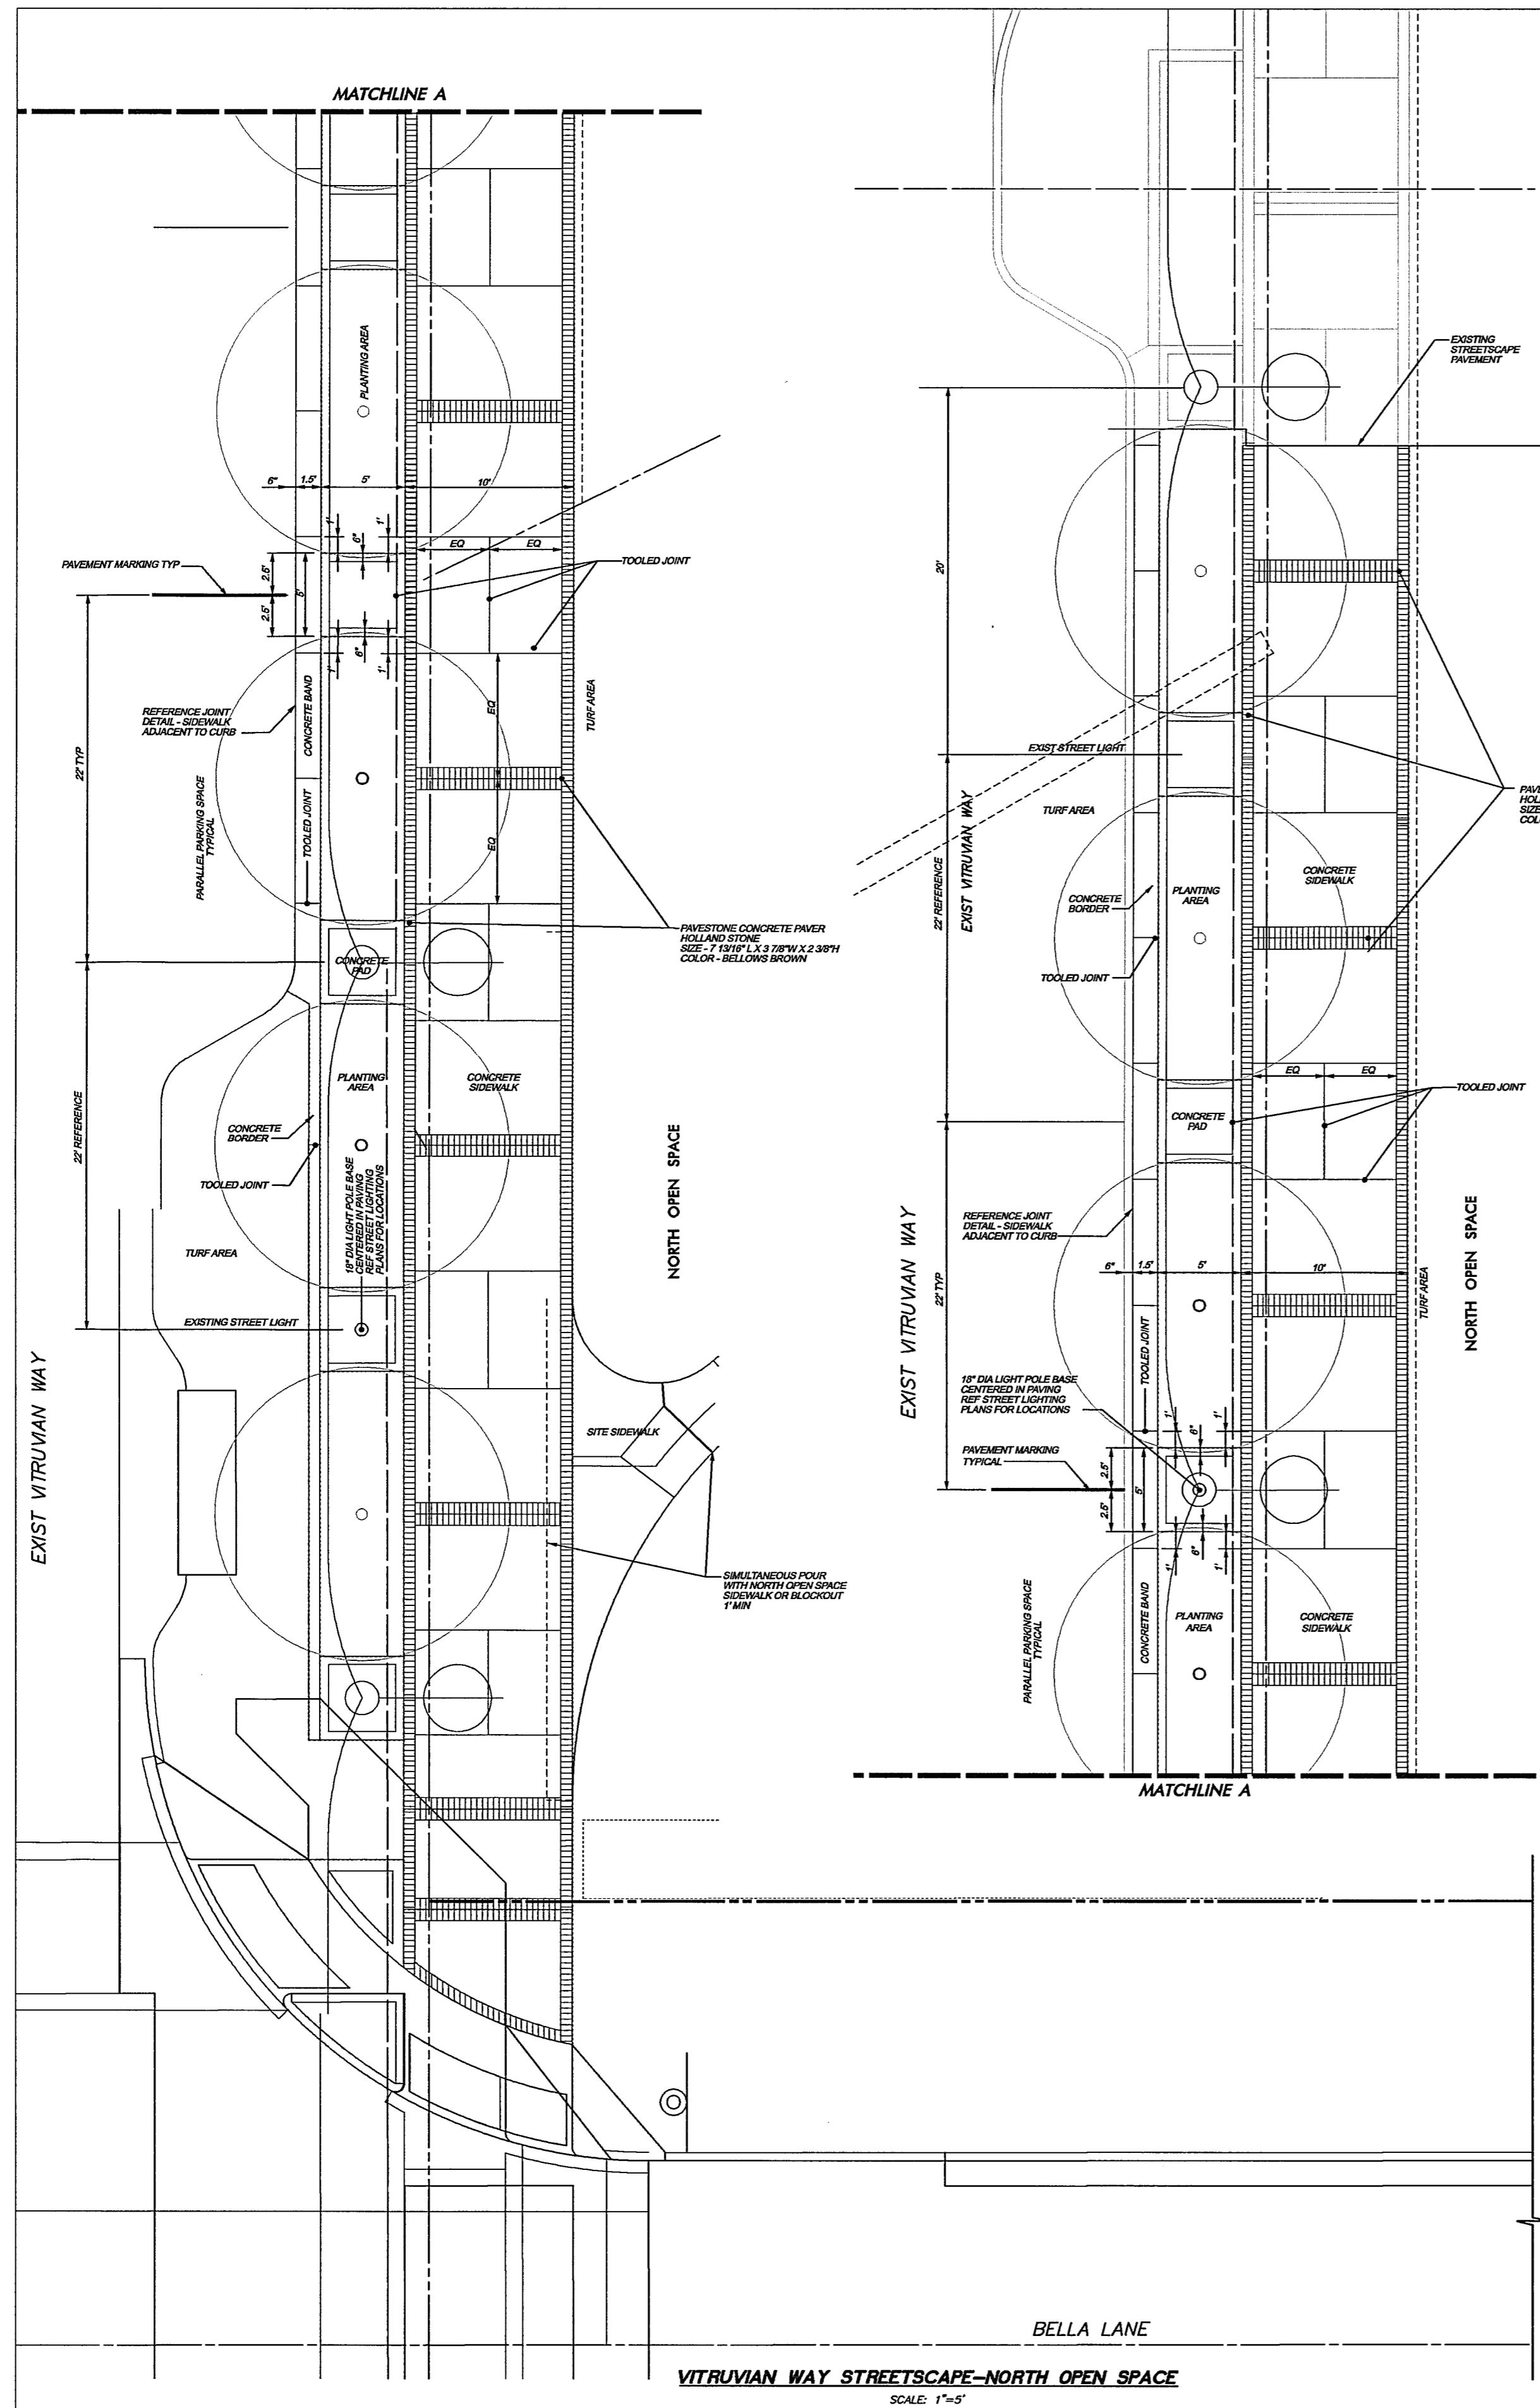 MATCHLINE A
PLANTING AREA
6" 1.5' 5' 10'
1' 6" 1'
EQ EQ
TOOLED JOINT
PAVEMENT MARKING TYP
2.5' 5'
2.5'
1' 6" 1'
22' TYP
REFERENCE JOINT
DETAIL - SIDEWALK
ADJACENT TO CURB
CONCRETE BAND
EQ
TURF AREA
PARALLEL PARKING SPACE
TYPICAL
TOOLED JOINT
EQ
PAVESTONE CONCRETE PAVER
HOLLAND STONE
SIZE - 7 13/16" L X 3 7/8"W X 2 3/8"H
COLOR - BELLOWS BROWN
CONCRETE
PAD
PLANTING
AREA
CONCRETE
SIDEWALK
22' REFERENCE
CONCRETE
BORDER
TOOLED JOINT
18" DIA LIGHT POLE BASE
CENTERED IN PAVING
REF STREET LIGHTING
PLANS FOR LOCATIONS
NORTH OPEN SPACE
TURF AREA
EXISTING STREET LIGHT
EXIST VITRUVIAN WAY
SITE SIDEWALK
SIMULTANEOUS POUR
WITH NORTH OPEN SPACE
SIDEWALK OR BLOCKOUT
1' MIN
EXISTING
STREETSCAPE
PAVEMENT
20'
EXIST STREET LIGHT
TURF AREA
EXIST VITRUVIAN WAY
22' REFERENCE
CONCRETE
BORDER
PLANTING
AREA
CONCRETE
SIDEWALK
TOOLED JOINT
EQ EQ
TOOLED JOINT
CONCRETE
PAD
REFERENCE JOINT
DETAIL - SIDEWALK
ADJACENT TO CURB
EXIST VITRUVIAN WAY
22' TYP
6" 1.5' 5' 10'
TURF AREA
NORTH OPEN SPACE
TOOLED JOINT
18" DIA LIGHT POLE BASE
CENTERED IN PAVING
REF STREET LIGHTING
PLANS FOR LOCATIONS
1' 6" 1'
PAVEMENT MARKING
TYPICAL
2.5' 5'
2.5'
1' 6" 1'
PARALLEL PARKING SPACE
TYPICAL
CONCRETE BAND
PLANTING
AREA
CONCRETE
SIDEWALK
MATCHLINE A
BELLA LANE
VITRUVIAN WAY STREETSCAPE-NORTH OPEN SPACE
SCALE: 1"=5'